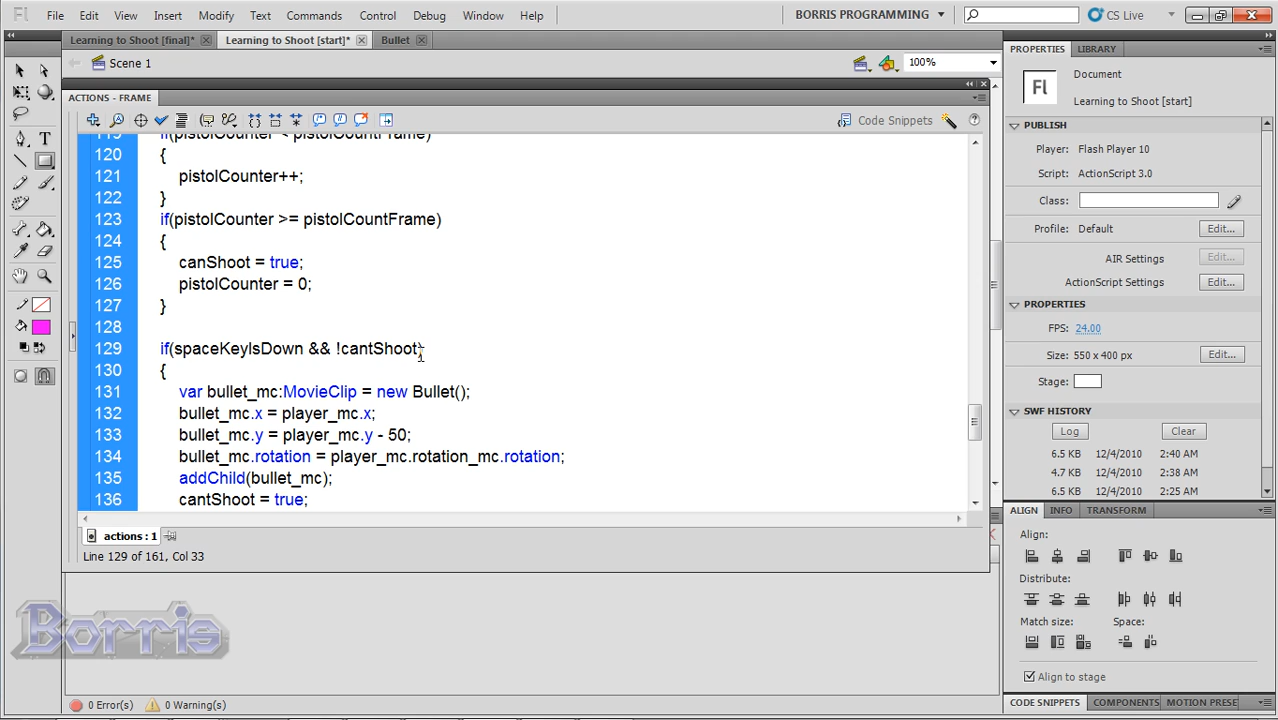 Fl File Edit View Insert Modify Text Commands Control Debug Window Help BORRIS PROGRAMMING CS Live
Learning to Shoot [final]* Learning to Shoot [start]* Bullet
Scene 1 100%
ACTIONS - FRAME
Code Snippets
119 if(pistolCounter < pistolCountFrame)
120 {
121 pistolCounter++;
122 }
123 if(pistolCounter >= pistolCountFrame)
124 {
125 canShoot = true;
126 pistolCounter = 0;
127 }
128
129 if(spaceKeyIsDown && !cantShoot)
130 {
131 var bullet_mc:MovieClip = new Bullet();
132 bullet_mc.x = player_mc.x;
133 bullet_mc.y = player_mc.y - 50;
134 bullet_mc.rotation = player_mc.rotation_mc.rotation;
135 addChild(bullet_mc);
136 cantShoot = true;
actions : 1
Line 129 of 161, Col 33
Borris
0 Error(s) 0 Warning(s)
PROPERTIES LIBRARY
Fl Document
Learning to Shoot [start]
PUBLISH
Player: Flash Player 10
Script: ActionScript 3.0
Class:
Profile: Default Edit...
AIR Settings Edit...
ActionScript Settings Edit...
PROPERTIES
FPS: 24.00
Size: 550 x 400 px Edit...
Stage:
SWF HISTORY
Log Clear
6.5 KB 12/4/2010 2:40 AM
4.7 KB 12/4/2010 2:38 AM
6.5 KB 12/4/2010 2:25 AM
ALIGN INFO TRANSFORM
Align:
Distribute:
Match size: Space:
Align to stage
CODE SNIPPETS COMPONENTS MOTION PRESE